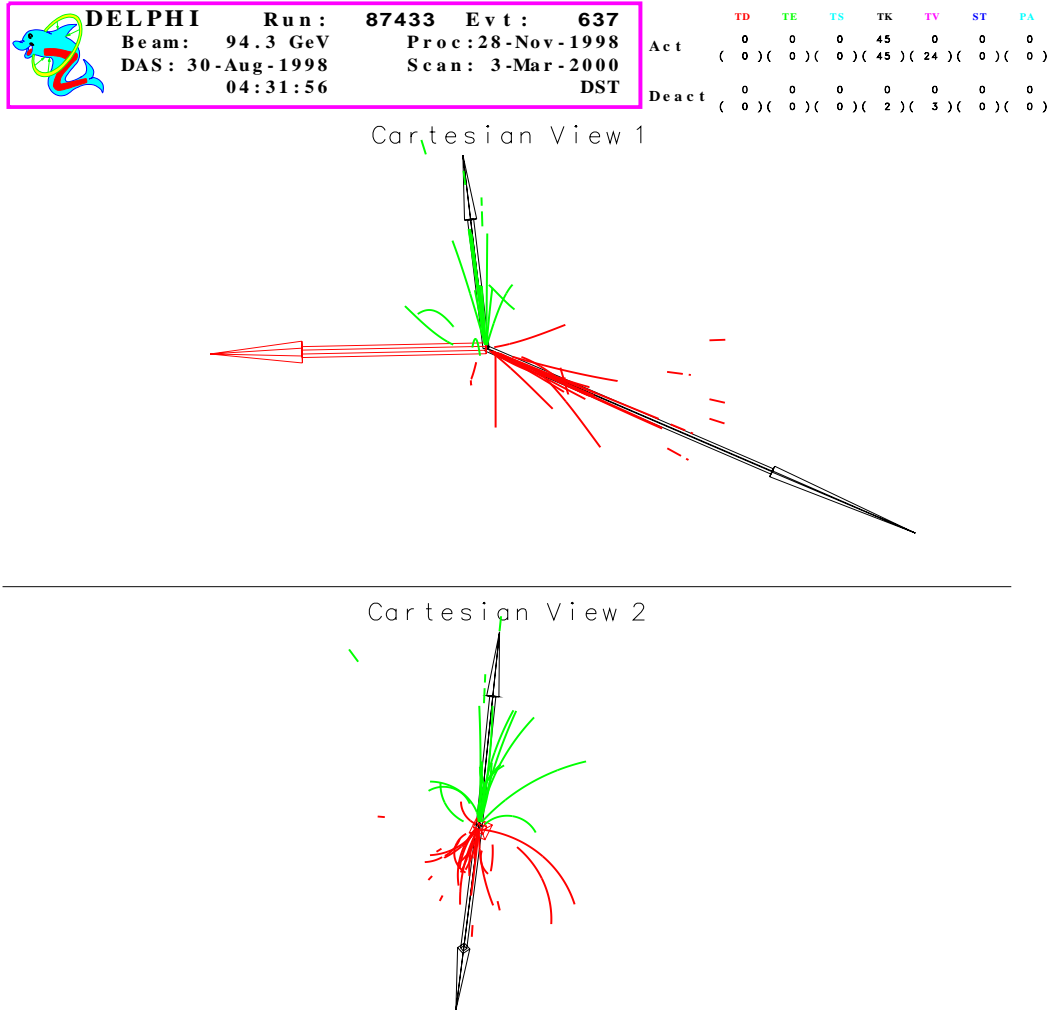 DELPHI Run: 87433 Evt: 637
Beam: 94.3 GeV Proc:28-Nov-1998
DAS: 30-Aug-1998 Scan: 3-Mar-2000
04:31:56 DST
TD TE TS TK TV ST PA
Act 0 0 0 45 0 0 0
( 0 )( 0 )( 0 )( 45 )( 24 )( 0 )( 0 )
Deact 0 0 0 0 0 0 0
( 0 )( 0 )( 0 )( 2 )( 3 )( 0 )( 0 )
Cartesian View 1
Cartesian View 2